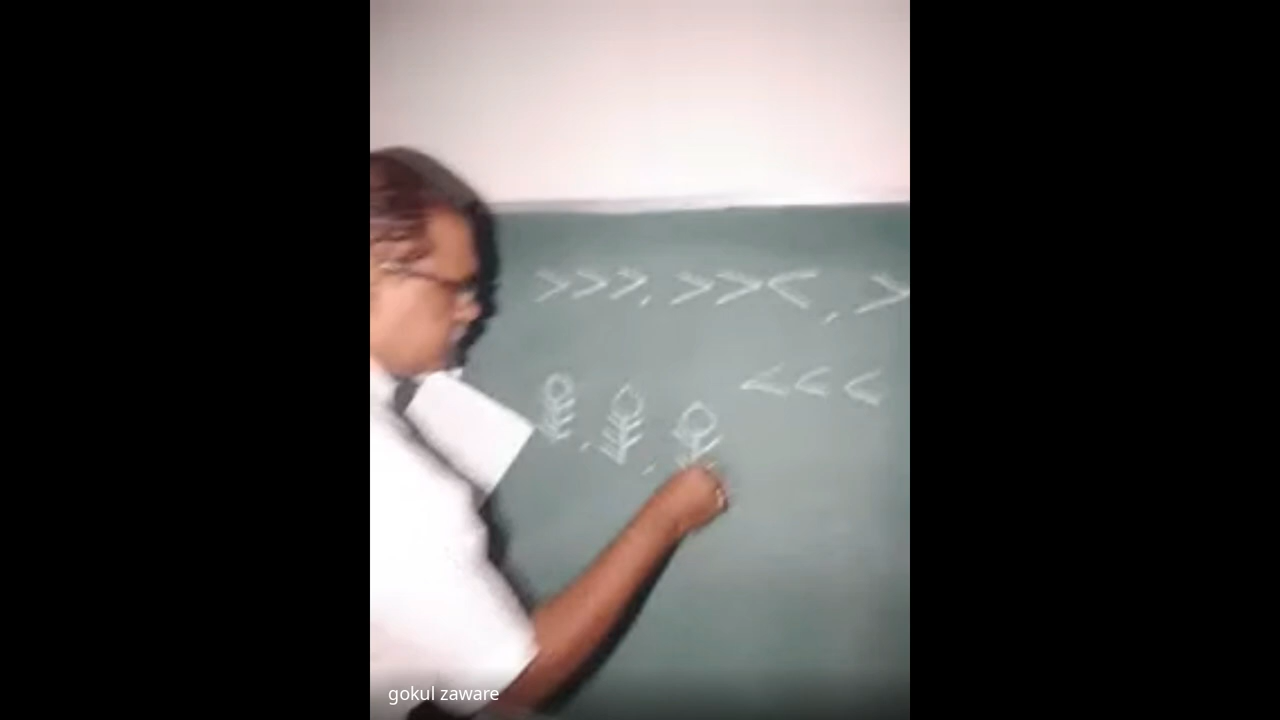 >>>, >><, >
<<<
gokul zaware